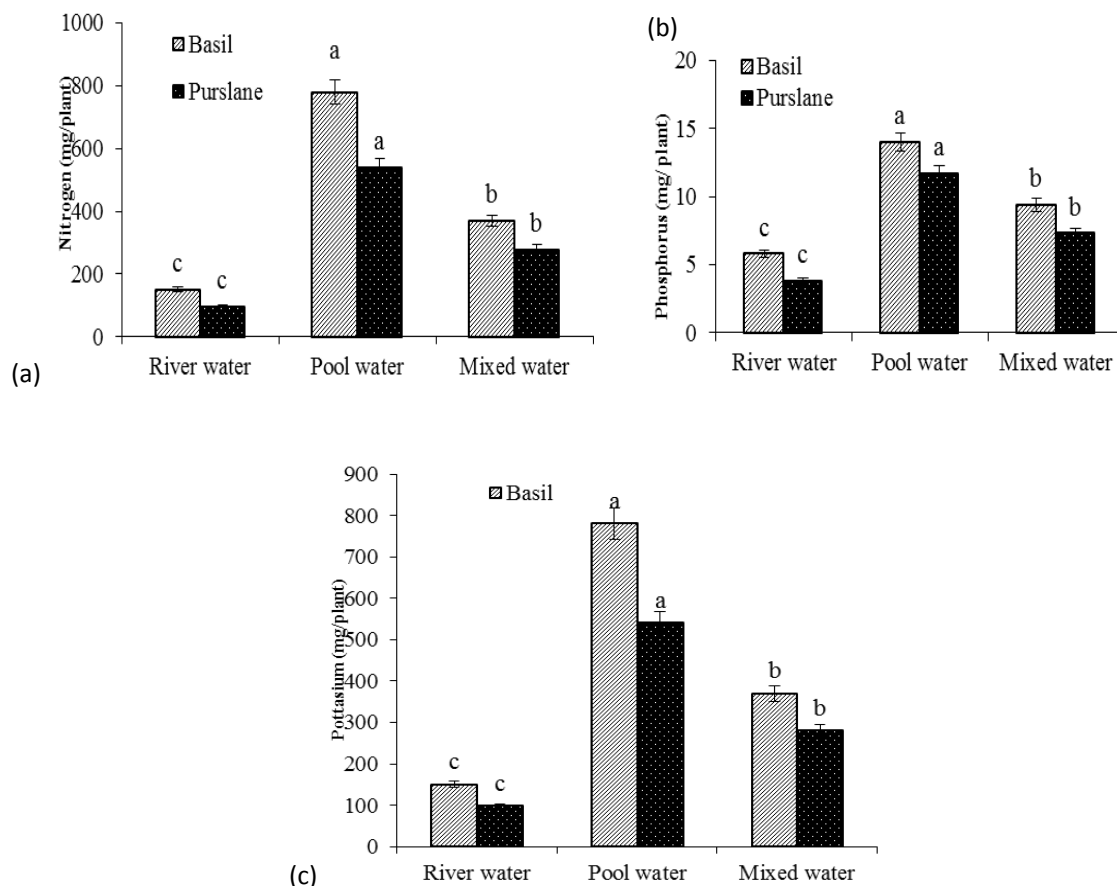 (a)
Nitrogen (mg/plant)
1000
800
600
400
200
0
Basil
Purslane
c
c
a
a
b
b
River water
Pool water
Mixed water
(b)
Phosphorus (mg/ plant)
20
15
10
5
0
Basil
Purslane
c
c
a
a
b
b
River water
Pool water
Mixed water
(c)
Pottasium (mg/plant)
900
800
700
600
500
400
300
200
100
0
Basil
c
c
a
a
b
b
River water
Pool water
Mixed water